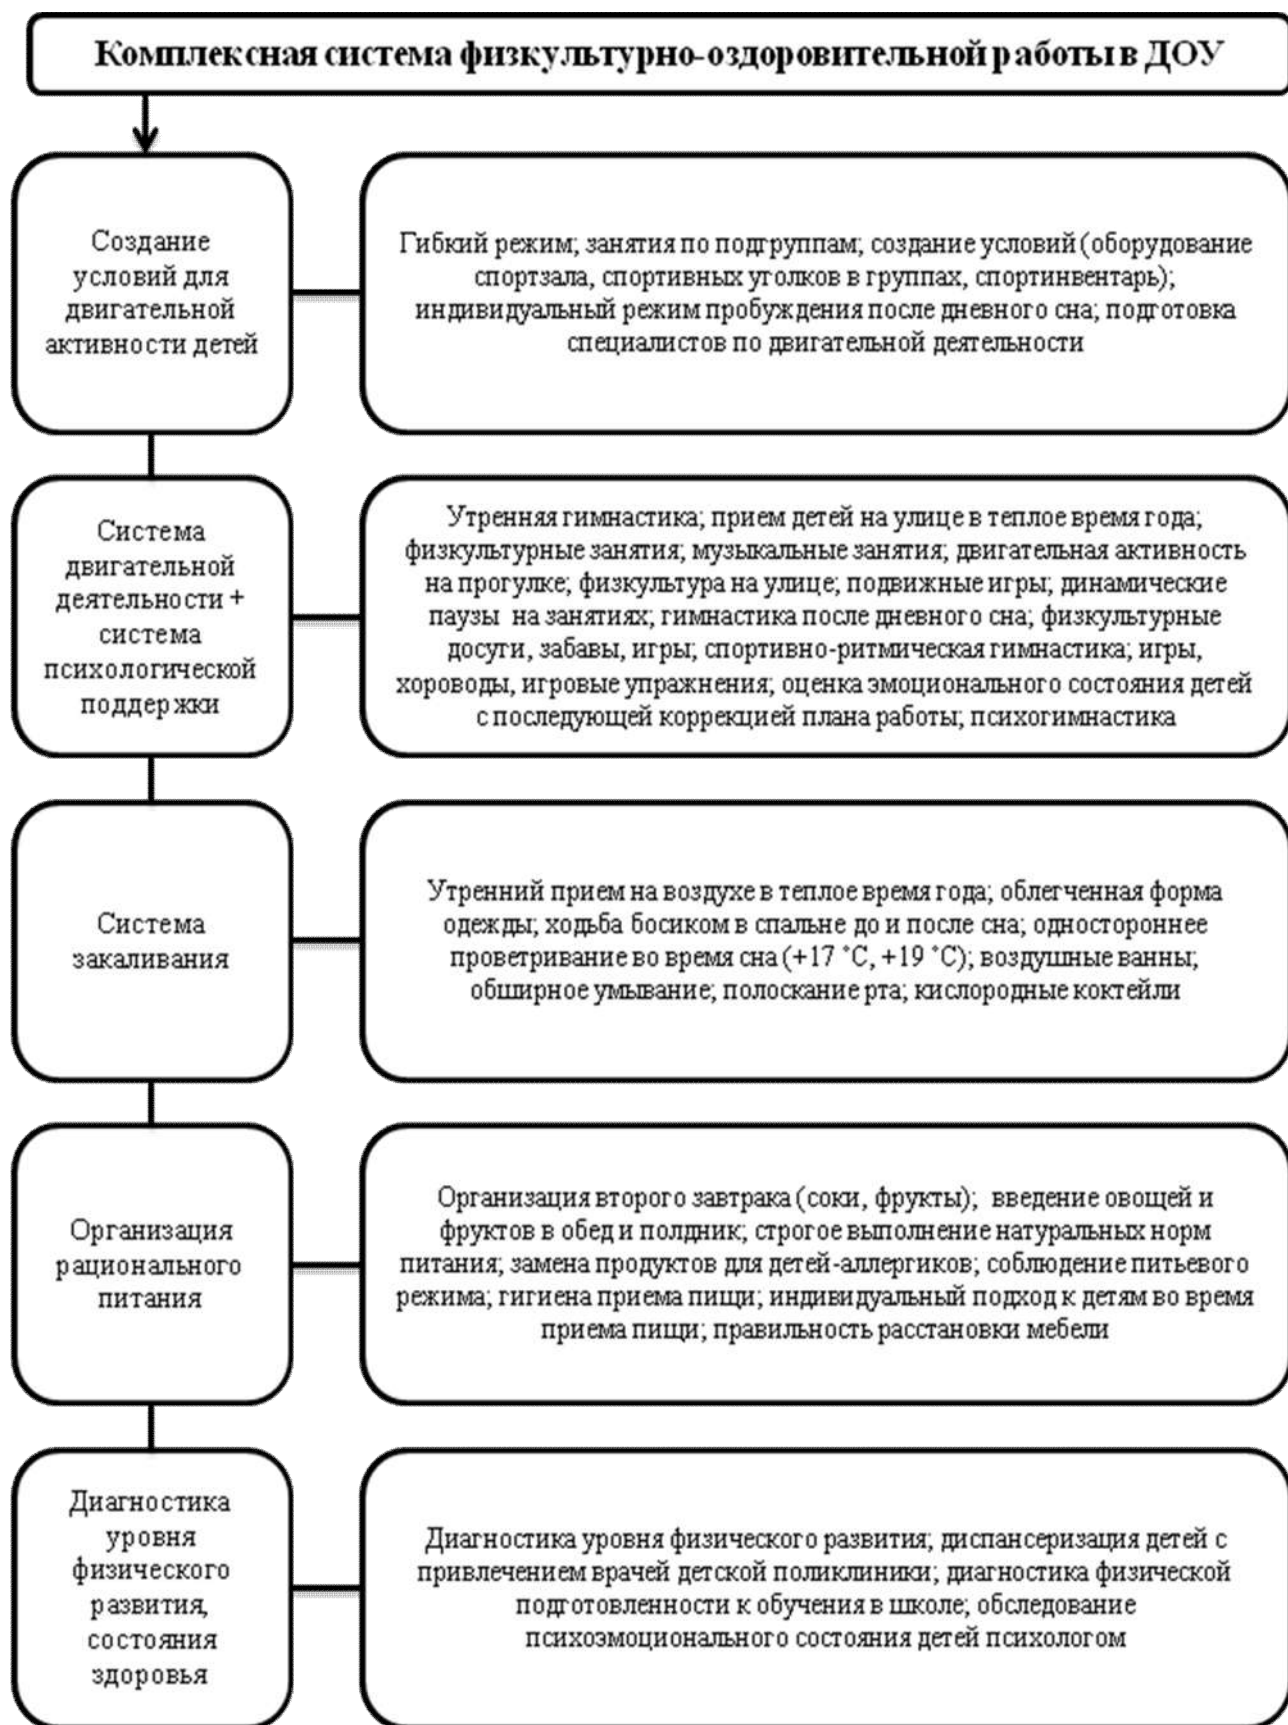 Комплексная система физкультурно-оздоровительной работы в ДОУ
Создание
условий для
двигательной
активности детей
Гибкий режим; занятия по подгруппам; создание условий (оборудование
спортзала, спортивных уголков в группах, спортинвентарь);
индивидуальный режим пробуждения после дневного сна; подготовка
специалистов по двигательной деятельности
Система
двигательной
деятельности +
система
психологической
поддержки
Утренняя гимнастика; прием детей на улице в теплое время года;
физкультурные занятия; музыкальные занятия; двигательная активность
на прогулке; физкультура на улице; подвижные игры; динамические
паузы на занятиях; гимнастика после дневного сна; физкультурные
досуги, забавы, игры; спортивно-ритмическая гимнастика; игры,
хороводы, игровые упражнения; оценка эмоционального состояния детей
с последующей коррекцией плана работы; психогимнастика
Система
закаливания
Утренний прием на воздухе в теплое время года; облегченная форма
одежды; ходьба босиком в спальне до и после сна; одностороннее
проветривание во время сна (+17 ˚С, +19 ˚С); воздушные ванны;
обширное умывание; полоскание рта; кислородные коктейли
Организация
рационального
питания
Организация второго завтрака (соки, фрукты); введение овощей и
фруктов в обед и полдник; строгое выполнение натуральных норм
питания; замена продуктов для детей-аллергиков; соблюдение питьевого
режима; гигиена приема пищи; индивидуальный подход к детям во время
приема пищи; правильность расстановки мебели
Диагностика
уровня
физического
развития,
состояния
здоровья
Диагностика уровня физического развития; диспансеризация детей с
привлечением врачей детской поликлиники; диагностика физической
подготовленности к обучения в школе; обследование
психоэмоционального состояния детей психологом